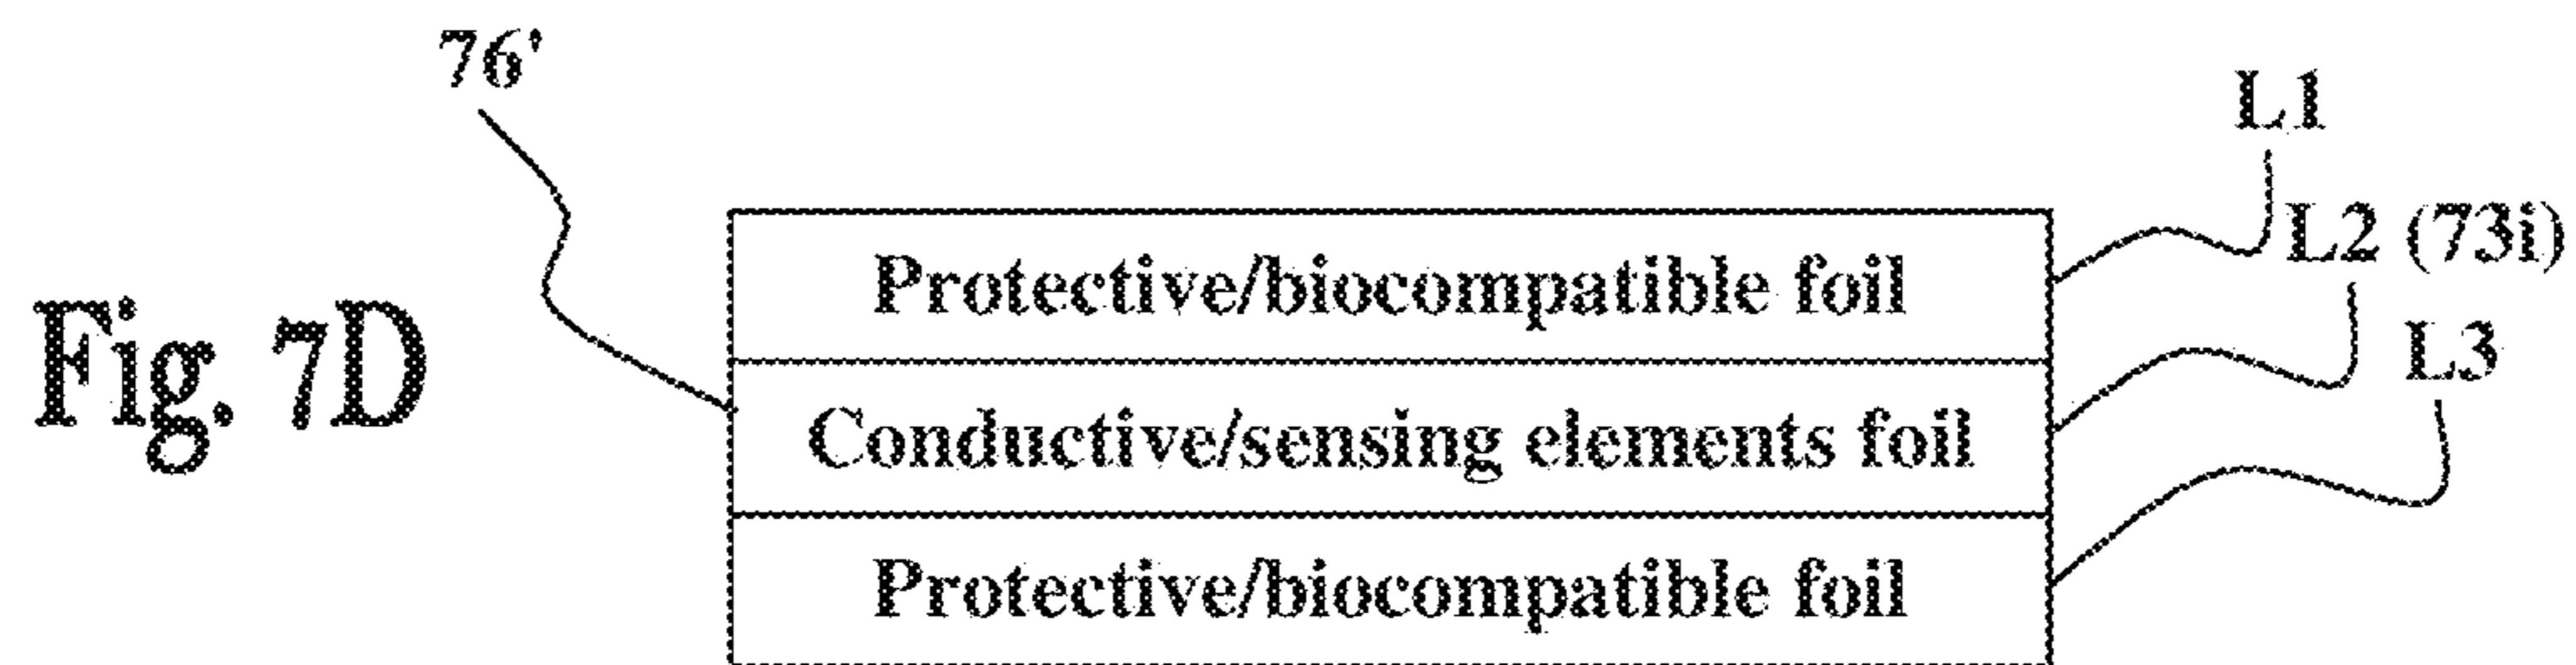 76'
L1
L2 (73i)
L3
Fig. 7D
Protective/biocompatible foil
Conductive/sensing elements foil
Protective/biocompatible foil